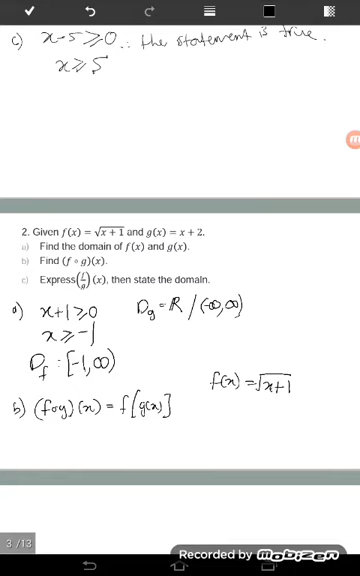 c) x-5 ≥ 0 ∴ the statement is true.
x ≥ 5
2. Given f(x) = √x + 1 and g(x) = x + 2.
a) Find the domain of f(x) and g(x).
b) Find (f ∘ g)(x).
c) Express (f/g)(x), then state the domain.
a) x+1 ≥ 0 Dg = ℝ / (-∞, ∞)
x ≥ -1
Df : [-1, ∞)
f(x) = √x+1
b) (fog)(x) = f[g(x)]
3 /13
Recorded by Mobizen